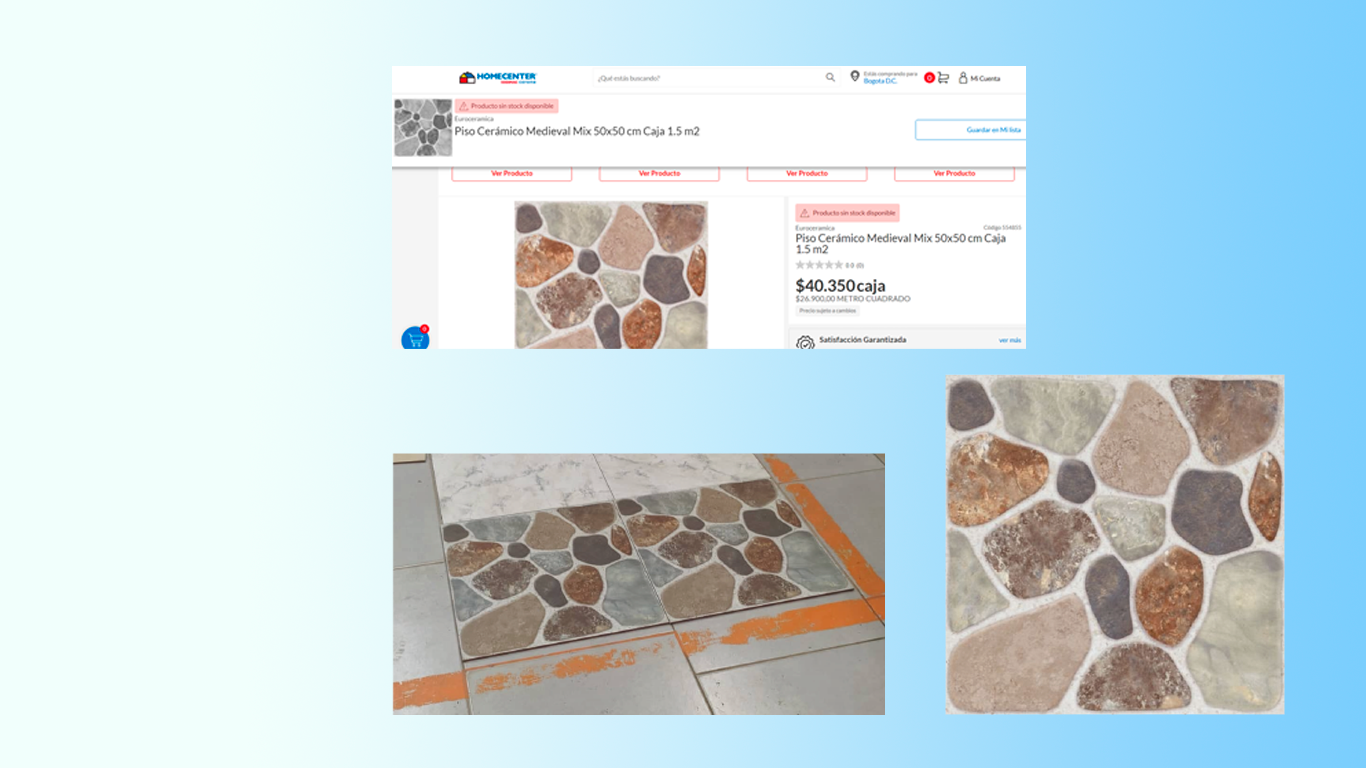 HOMECENTER
¿Qué estás buscando?
Estás comprando para
Bogota D.C.
0
Mi Cuenta
Producto sin stock disponible
Euroceramica
Piso Cerámico Medieval Mix 50x50 cm Caja 1.5 m2
Guardar en Mi lista
Ver Producto
Ver Producto
Ver Producto
Ver Producto
Producto sin stock disponible
Euroceramica
Piso Cerámico Medieval Mix 50x50 cm Caja
1.5 m2
0.0 (0)
$40.350 caja
$26.900,00 METRO CUADRADO
Precio sujeto a cambios
Satisfacción Garantizada
ver más
0